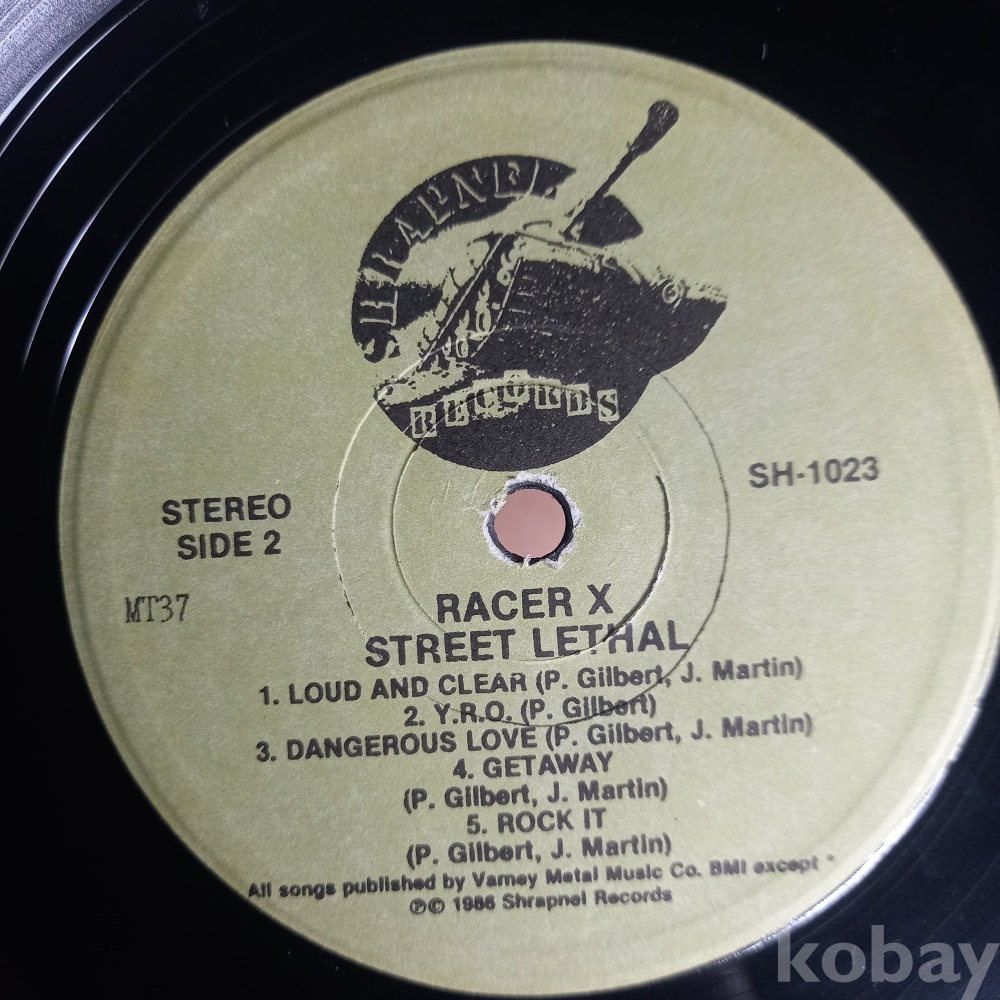 SHRAPNEL
RECORDS
SH-1023
STEREO
SIDE 2
MT37
RACER X
STREET LETHAL
1. LOUD AND CLEAR (P. Gilbert, J. Martin)
2. Y.R.O. (P. Gilbert)
3. DANGEROUS LOVE (P. Gilbert, J. Martin)
4. GETAWAY
(P. Gilbert, J. Martin)
5. ROCK IT
(P. Gilbert, J. Martin)
All songs published by Varney Metal Music Co. BMI except *
℗© 1986 Shrapnel Records
kobay